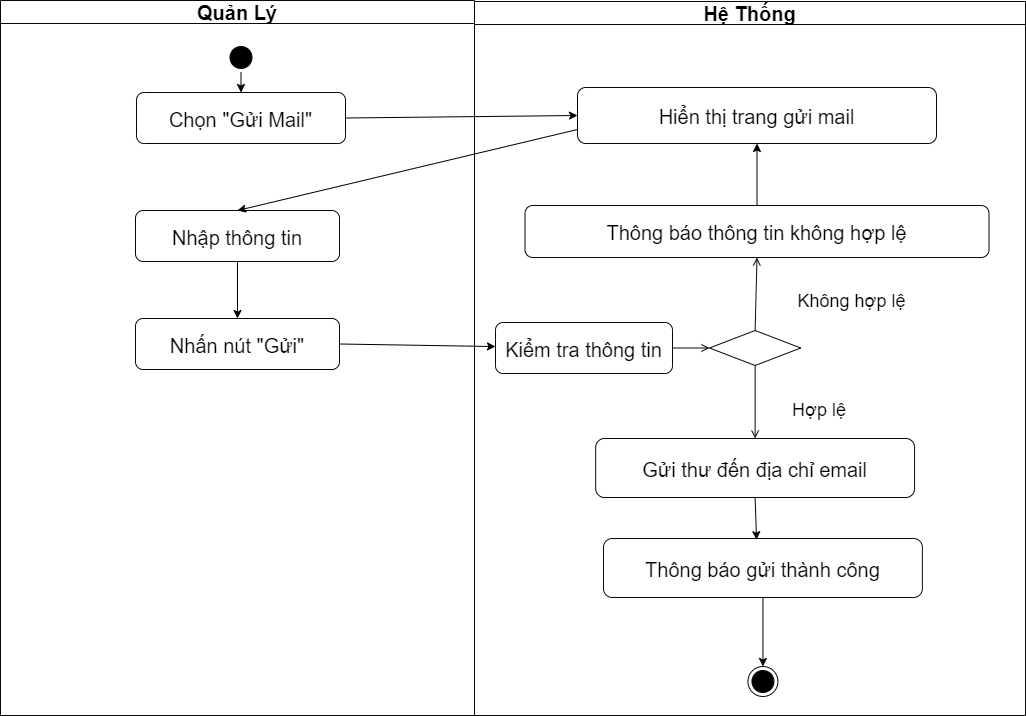 Quản Lý
Hệ Thống
Chọn "Gửi Mail"
Hiển thị trang gửi mail
Nhập thông tin
Thông báo thông tin không hợp lệ
Không hợp lệ
Nhấn nút "Gửi"
Kiểm tra thông tin
Hợp lệ
Gửi thư đến địa chỉ email
Thông báo gửi thành công